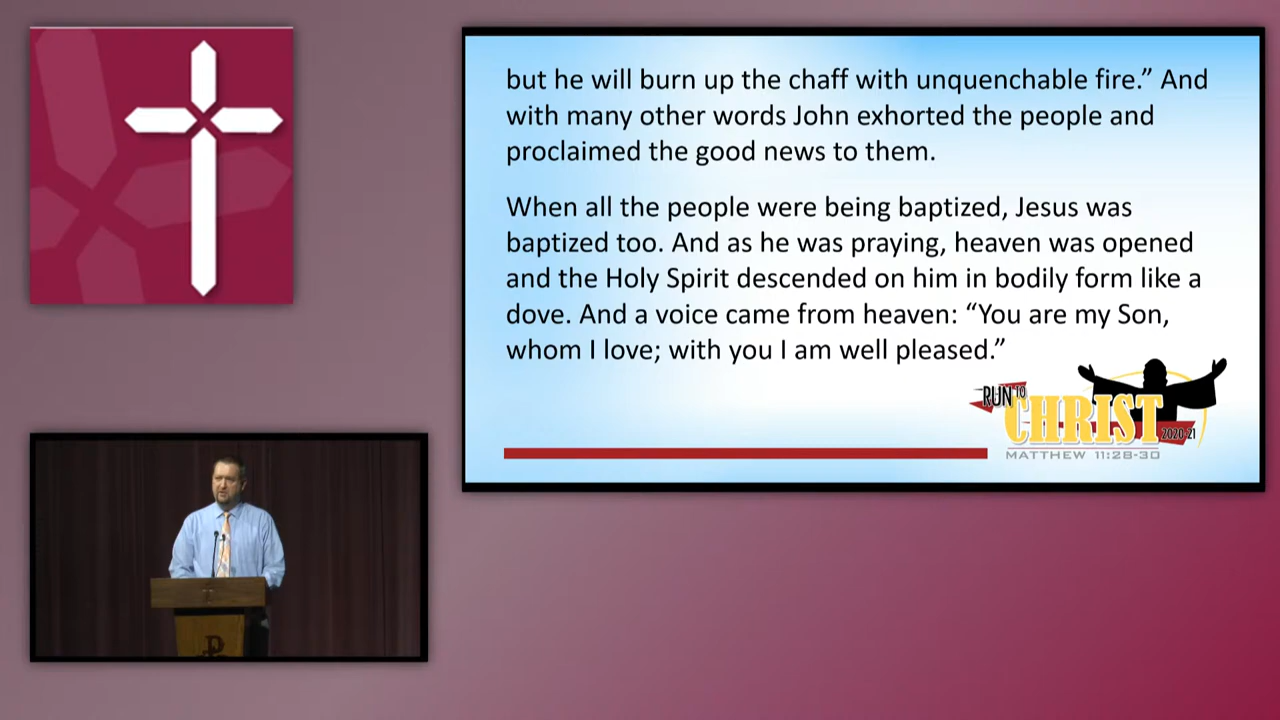 but he will burn up the chaff with unquenchable fire.” And
with many other words John exhorted the people and
proclaimed the good news to them.
When all the people were being baptized, Jesus was
baptized too. And as he was praying, heaven was opened
and the Holy Spirit descended on him in bodily form like a
dove. And a voice came from heaven: “You are my Son,
whom I love; with you I am well pleased.”
RUN TO
CHRIST
2020-21
MATTHEW 11:28-30